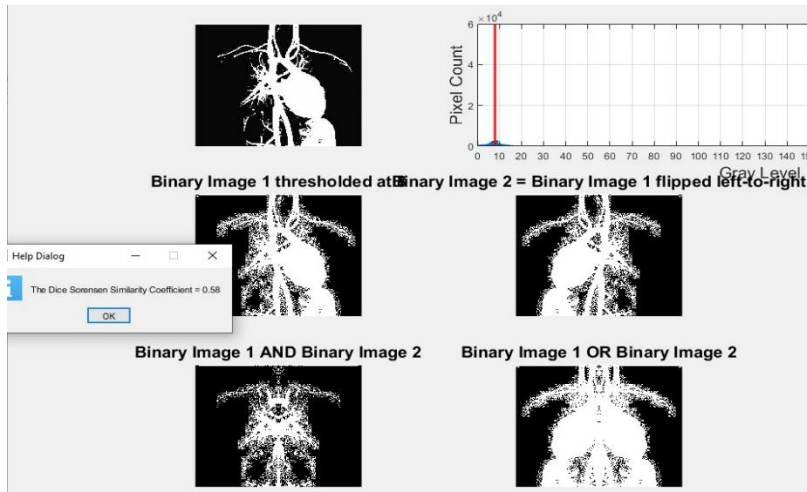 ×10⁴
6
4
2
0
Pixel Count
0 10 20 30 40 50 60 70 80 90 100 110 120 130 140
Gray Level
Binary Image 1 thresholded at
Binary Image 2 = Binary Image 1 flipped left-to-right
Help Dialog
The Dice Sorensen Similarity Coefficient = 0.58
OK
Binary Image 1 AND Binary Image 2
Binary Image 1 OR Binary Image 2